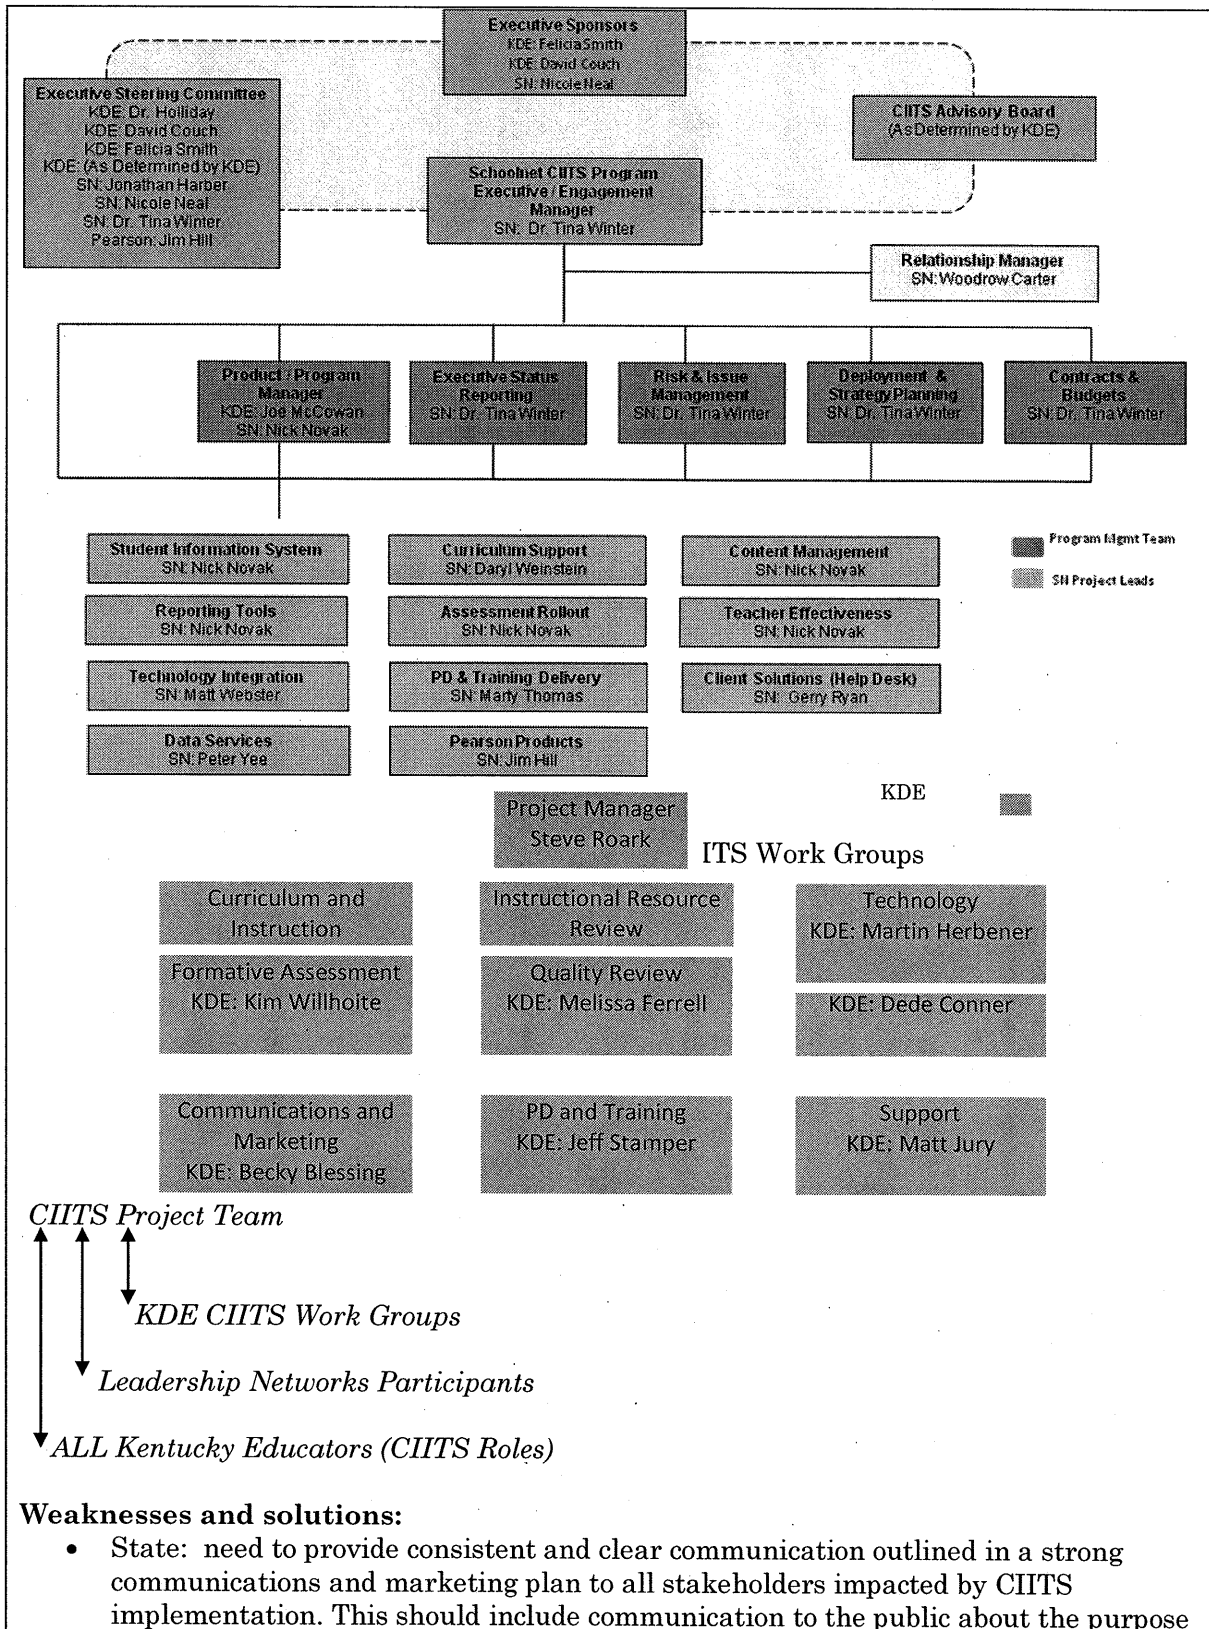 Executive Sponsors
KDE: Felicia Smith
KDE: David Couch
SN: Nicole Neal
Executive Steering Committee
KDE: Dr. Holliday
KDE: David Couch
KDE: Felicia Smith
KDE: (As Determined by KDE)
SN: Jonathan Harber
SN: Nicole Neal
SN: Dr. Tina Winter
Pearson: Jim Hill
CIITS Advisory Board
(As Determined by KDE)
Schoolnet CIITS Program
Executive / Engagement
Manager
SN: Dr. Tina Winter
Relationship Manager
SN: Woodrow Carter
Product / Program
Manager
KDE: Joe McCowan
SN: Nick Novak
Executive Status
Reporting
SN: Dr. Tina Winter
Risk & Issue
Management
SN: Dr. Tina Winter
Deployment &
Strategy Planning
SN: Dr. Tina Winter
Contracts &
Budgets
SN: Dr. Tina Winter
Student Information System
SN: Nick Novak
Curriculum Support
SN: Daryl Weinstein
Content Management
SN: Nick Novak
Program Mgmt Team
SN Project Leads
Reporting Tools
SN: Nick Novak
Assessment Rollout
SN: Nick Novak
Teacher Effectiveness
SN: Nick Novak
Technology Integration
SN: Matt Webster
PD & Training Delivery
SN: Marty Thomas
Client Solutions (Help Desk)
SN: Gerry Ryan
Data Services
SN: Peter Yee
Pearson Products
SN: Jim Hill
KDE
Project Manager
Steve Roark
ITS Work Groups
Curriculum and
Instruction
Instructional Resource
Review
Technology
KDE: Martin Herbener
Formative Assessment
KDE: Kim Willhoite
Quality Review
KDE: Melissa Ferrell
KDE: Dede Conner
Communications and
Marketing
KDE: Becky Blessing
PD and Training
KDE: Jeff Stamper
Support
KDE: Matt Jury
CIITS Project Team
KDE CIITS Work Groups
Leadership Networks Participants
ALL Kentucky Educators (CIITS Roles)
Weaknesses and solutions:
• State: need to provide consistent and clear communication outlined in a strong
communications and marketing plan to all stakeholders impacted by CIITS
implementation. This should include communication to the public about the purpose